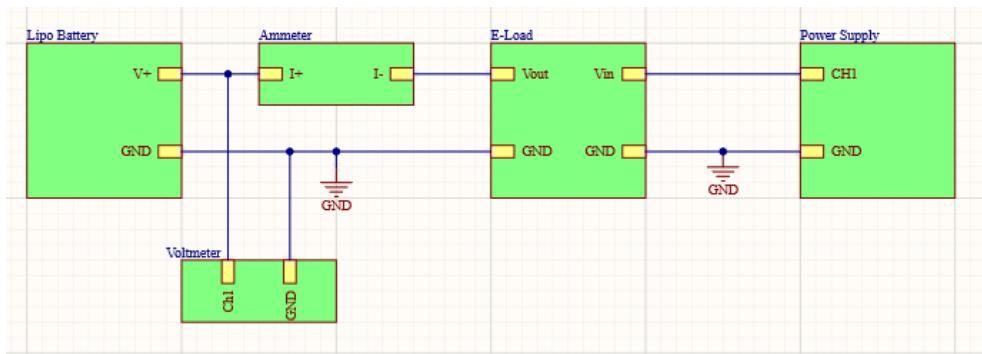 Lipo Battery
Ammeter
E-Load
Power Supply
V+
I+
I-
Vout
Vin
CH1
GND
GND
GND
GND
GND
GND
Voltmeter
Ch1
GND